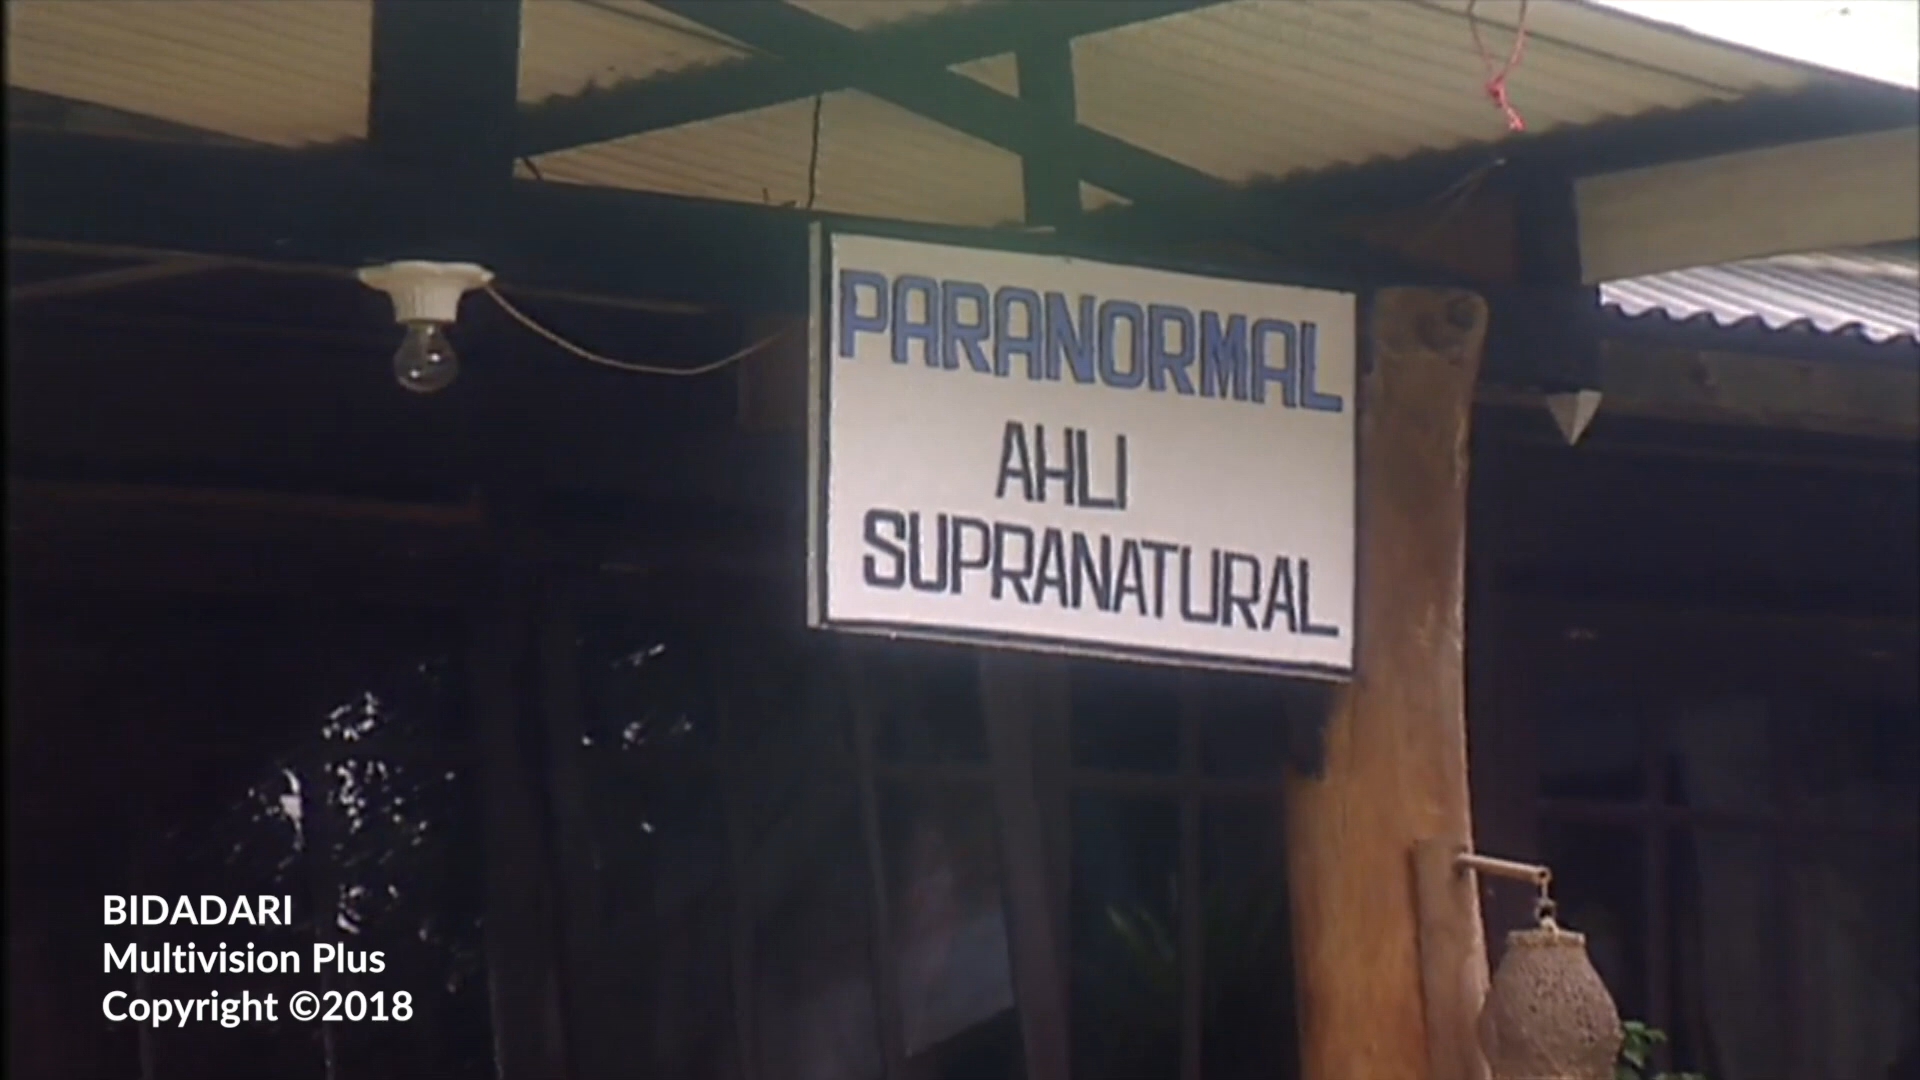 PARANORMAL
AHLI
SUPRANATURAL
BIDADARI
Multivision Plus
Copyright ©2018